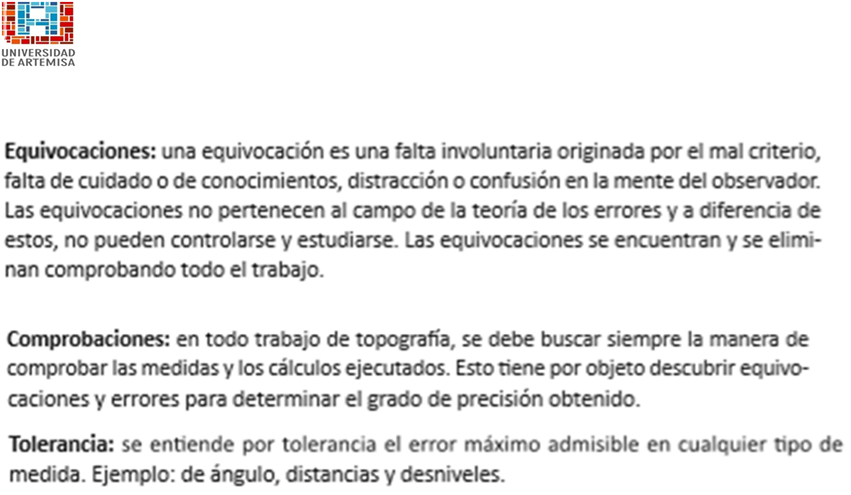 UNIVERSIDAD
DE ARTEMISA
Equivocaciones: una equivocación es una falta involuntaria originada por el mal criterio,
falta de cuidado o de conocimientos, distracción o confusión en la mente del observador.
Las equivocaciones no pertenecen al campo de la teoría de los errores y a diferencia de
estos, no pueden controlarse y estudiarse. Las equivocaciones se encuentran y se elimi-
nan comprobando todo el trabajo.
Comprobaciones: en todo trabajo de topografía, se debe buscar siempre la manera de
comprobar las medidas y los cálculos ejecutados. Esto tiene por objeto descubrir equivo-
caciones y errores para determinar el grado de precisión obtenido.
Tolerancia: se entiende por tolerancia el error máximo admisible en cualquier tipo de
medida. Ejemplo: de ángulo, distancias y desniveles.